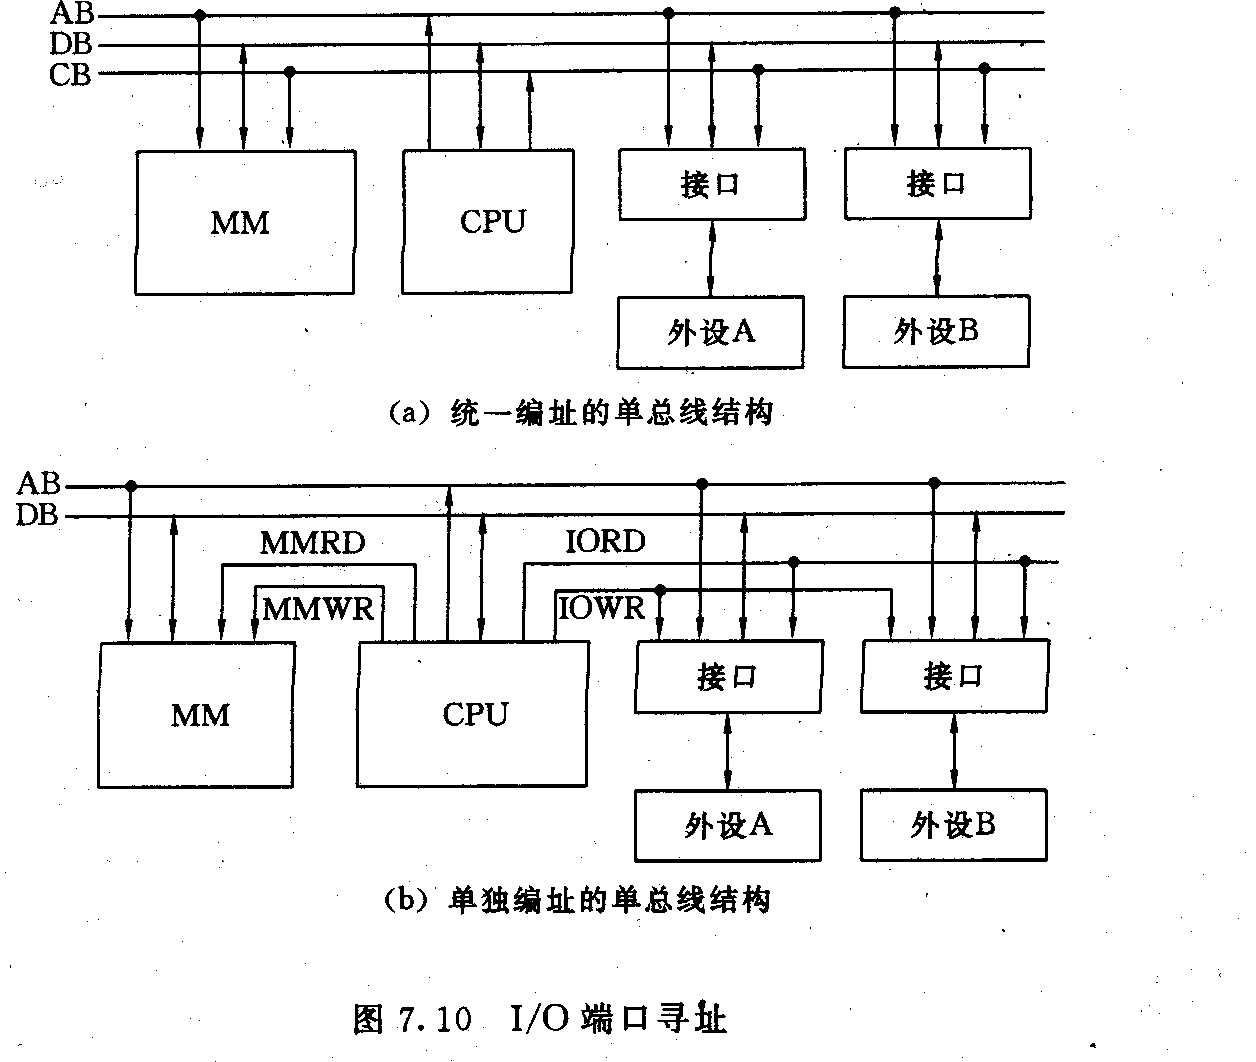 AB
DB
CB
MM
CPU
接口
接口
外设A
外设B
(a) 统一编址的单总线结构
AB
DB
MMRD
IORD
MMWR
IOWR
MM
CPU
接口
接口
外设A
外设B
(b) 单独编址的单总线结构
图 7.10 I/O 端口寻址